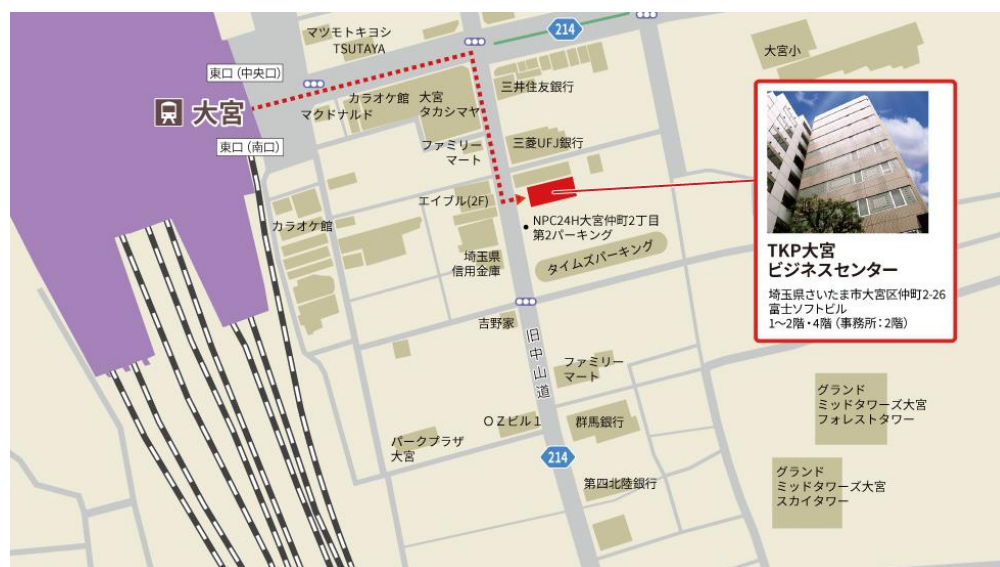 マツモトキヨシ
TSUTAYA
214
大宮小
東口（中央口）
三井住友銀行
大宮
カラオケ館
大宮
タカシマヤ
マクドナルド
東口（南口）
ファミリー
マート
三菱UFJ銀行
エイブル(2F)
カラオケ館
NPC24H大宮仲町2丁目
第2パーキング
タイムズパーキング
埼玉県
信用金庫
TKP大宮
ビジネスセンター
埼玉県さいたま市大宮区仲町2-26
富士ソフトビル
1〜2階・4階（事務所：2階）
吉野家
旧中山道
ファミリー
マート
グランド
ミッドタワーズ大宮
フォレストタワー
OZビル1
群馬銀行
パークプラザ
大宮
214
グランド
ミッドタワーズ大宮
スカイタワー
第四北陸銀行